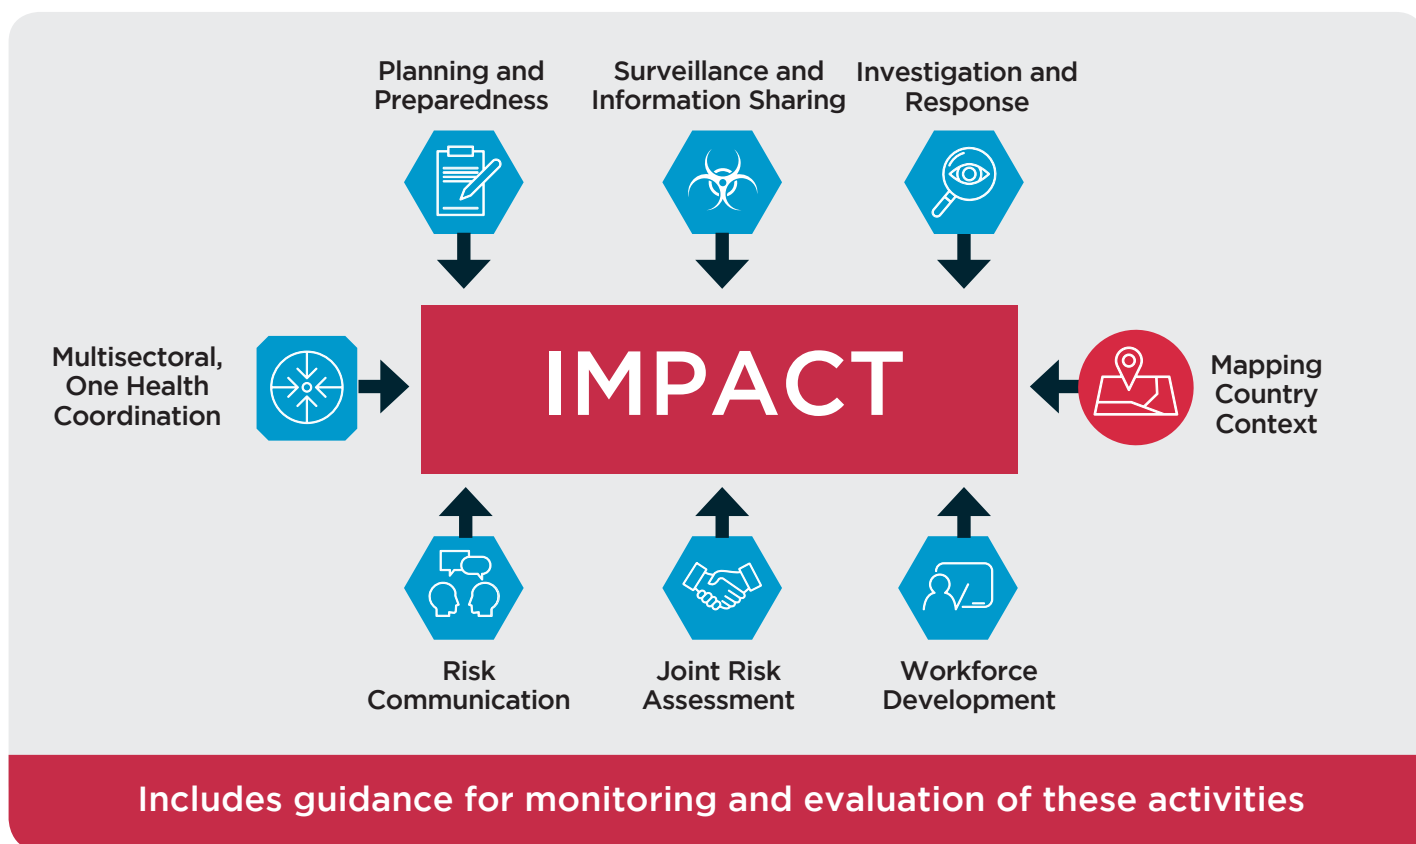 Planning and
Preparedness
Surveillance and
Information Sharing
Investigation and
Response
Multisectoral,
One Health
Coordination
IMPACT
Mapping
Country
Context
Risk
Communication
Joint Risk
Assessment
Workforce
Development
Includes guidance for monitoring and evaluation of these activities